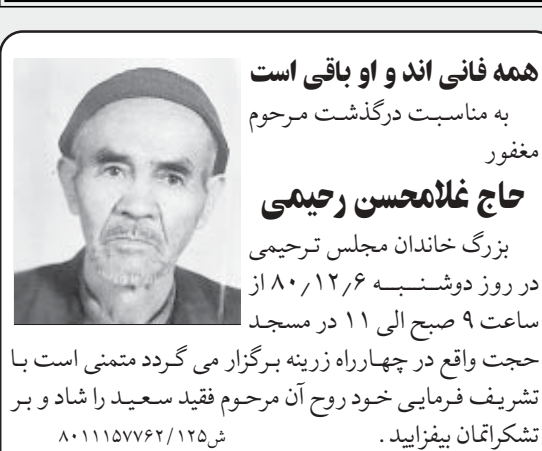 همه فانی اند و او باقی است
به مناسبت درگذشت مرحوم
مغفور
حاج غلامحسن رحیمی
بزرگ خاندان مجلس ترحیمی
در روز دوشنبه ۸۰٫۱۲٫۶ از
ساعت ۹ صبح الی ۱۱ در مسجد
حجت واقع در چهارراه زرینه برگزار می گردد متمنی است با
تشریف فرمایی خود روح آن مرحوم فقید سعید را شاد و بر
تشکراتمان بیفزایید .
ش۸۰۱۱۱۵۷۷۶۲/۱۲۵